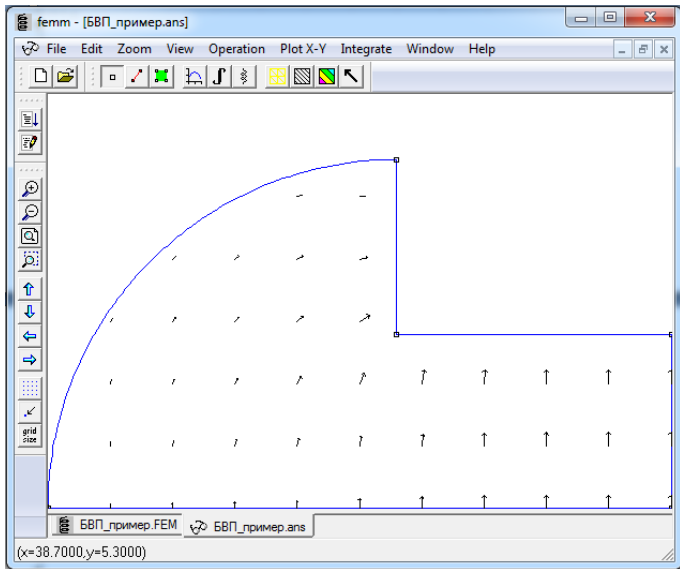 femm - [БВП_пример.ans]
File Edit Zoom View Operation Plot X-Y Integrate Window Help
grid
size
БВП_пример.FEM БВП_пример.ans
(x=38.7000,y=5.3000)